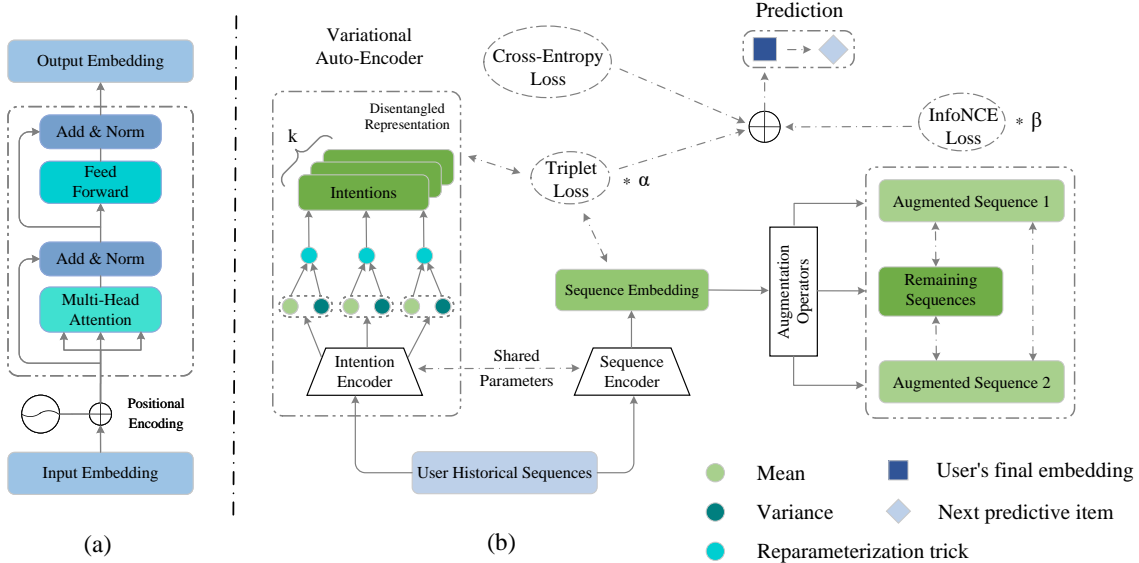 Output Embedding
Add & Norm
Feed
Forward
Add & Norm
Multi-Head
Attention
Positional
Encoding
Input Embedding
(a)
Variational
Auto-Encoder
Disentangled
Representation
k
Intentions
Intention
Encoder
Shared
Parameters
Sequence
Encoder
User Historical Sequences
Sequence Embedding
Triplet
Loss
* α
Cross-Entropy
Loss
Prediction
InfoNCE
Loss
* β
Augmentation
Operators
Augmented Sequence 1
Remaining
Sequences
Augmented Sequence 2
(b)
Mean
Variance
Reparameterization trick
User's final embedding
Next predictive item